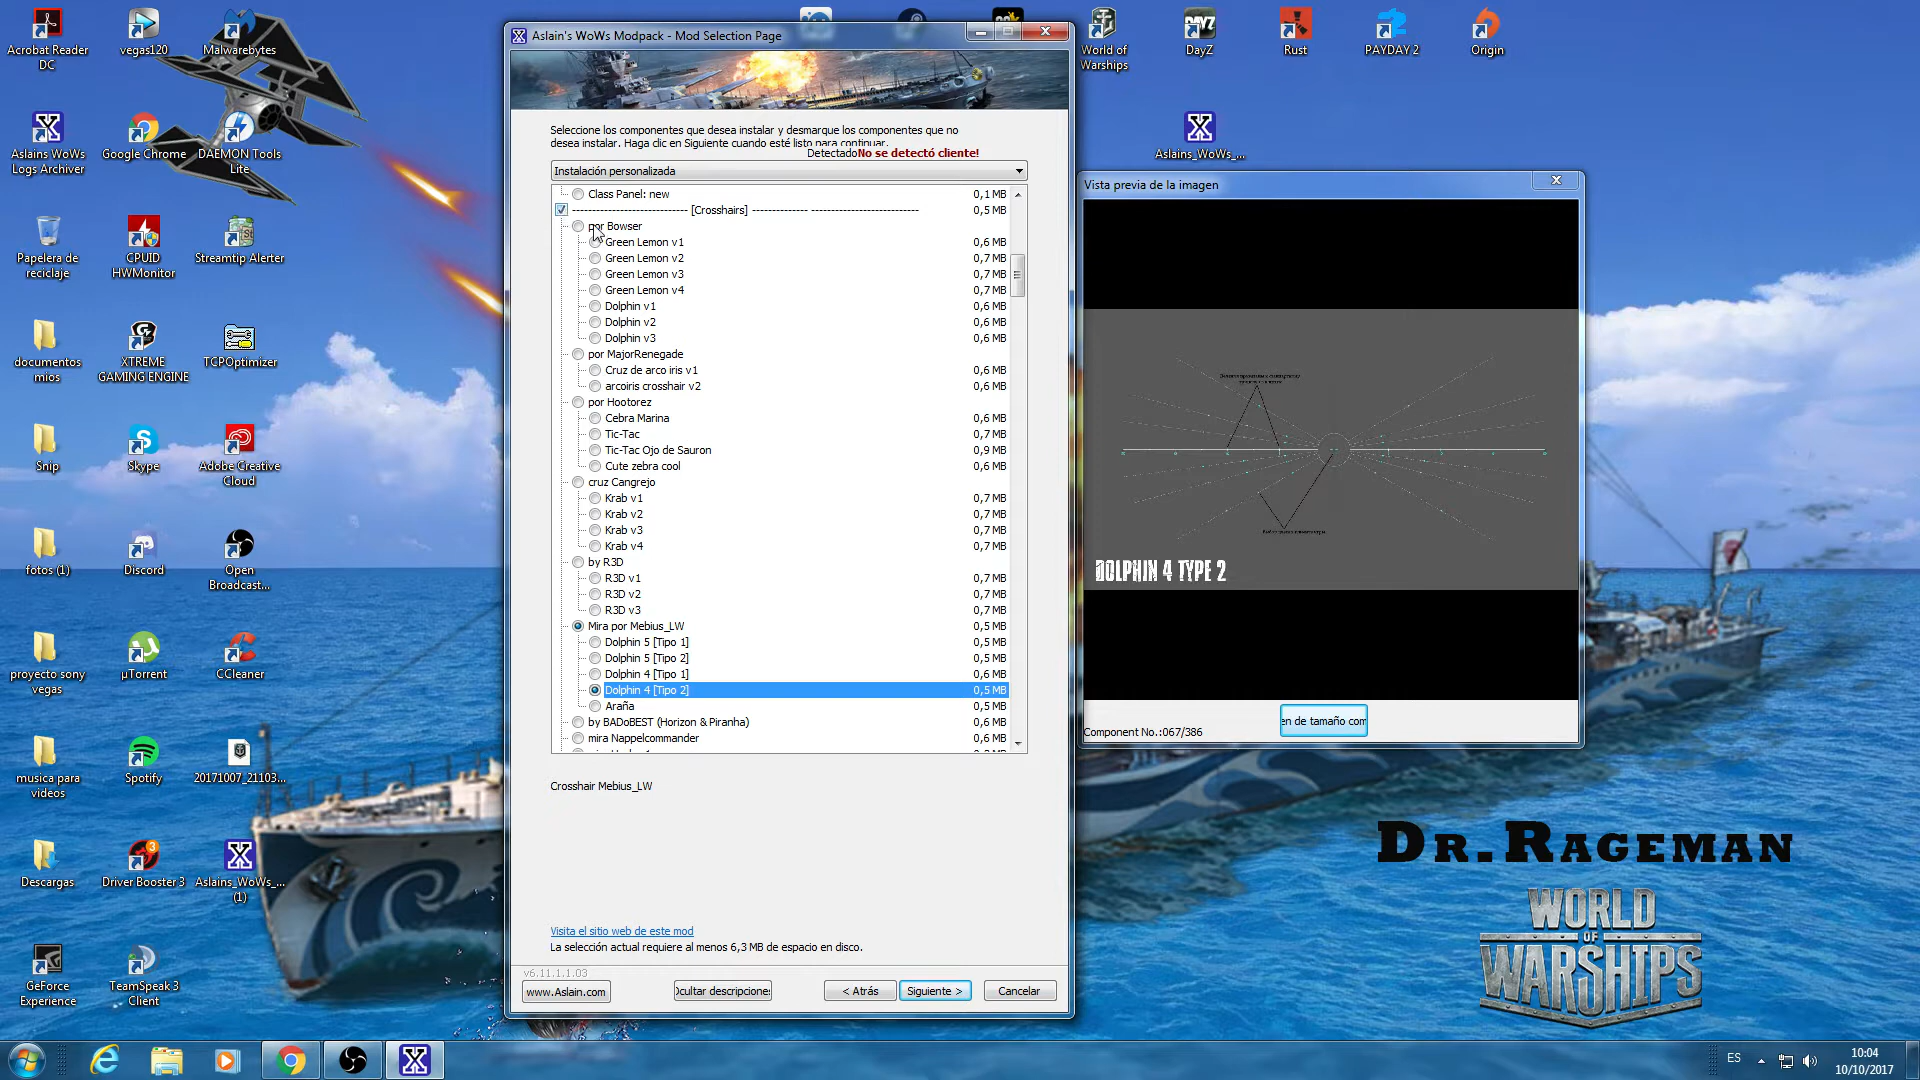 Acrobat Reader DC
vegas120
Malwarebytes
Aslains WoWs Logs Archiver
Google Chrome
DAEMON Tools Lite
Papelera de reciclaje
CPUID HWMonitor
Streamtip Alerter
documentos mios
XTREME GAMING ENGINE
TCPOptimizer
Snip
Skype
Adobe Creative Cloud
fotos (1)
Discord
Open Broadcast...
proyecto sony vegas
µTorrent
CCleaner
musica para videos
Spotify
20171007_21103...
Descargas
Driver Booster 3
Aslains_WoWs_... (1)
GeForce Experience
TeamSpeak 3 Client
World of Warships
DayZ
Rust
PAYDAY 2
Origin
Aslains_WoWs_...
Aslain's WoWs Modpack - Mod Selection Page
Seleccione los componentes que desea instalar y desmarque los componentes que no
desea instalar. Haga clic en Siguiente cuando esté listo para continuar.
Detectado No se detectó cliente!
Instalación personalizada
Class Panel: new 0,1 MB
------------------------------ [Crosshairs] -------------- --------------------------- 0,5 MB
por Bowser
Green Lemon v1 0,6 MB
Green Lemon v2 0,7 MB
Green Lemon v3 0,7 MB
Green Lemon v4 0,7 MB
Dolphin v1 0,6 MB
Dolphin v2 0,6 MB
Dolphin v3 0,6 MB
por MajorRenegade
Cruz de arco iris v1 0,6 MB
arcoiris crosshair v2 0,6 MB
por Hootorez
Cebra Marina 0,6 MB
Tic-Tac 0,7 MB
Tic-Tac Ojo de Sauron 0,9 MB
Cute zebra cool 0,6 MB
cruz Cangrejo
Krab v1 0,7 MB
Krab v2 0,7 MB
Krab v3 0,7 MB
Krab v4 0,7 MB
by R3D
R3D v1 0,7 MB
R3D v2 0,7 MB
R3D v3 0,7 MB
Mira por Mebius_LW 0,5 MB
Dolphin 5 [Tipo 1] 0,5 MB
Dolphin 5 [Tipo 2] 0,5 MB
Dolphin 4 [Tipo 1] 0,6 MB
Dolphin 4 [Tipo 2] 0,5 MB
Araña 0,5 MB
by BADoBEST (Horizon & Piranha) 0,6 MB
mira Nappelcommander 0,6 MB
Crosshair Mebius_LW
Visita el sitio web de este mod
La selección actual requiere al menos 6,3 MB de espacio en disco.
v6.11.1.1.03
www.Aslain.com
Ocultar descripciones
< Atrás
Siguiente >
Cancelar
Vista previa de la imagen
DOLPHIN 4 TYPE 2
en de tamaño com
Component No.:067/386
DR.RAGEMAN
WORLD
OF
WARSHIPS
ES
10:04
10/10/2017